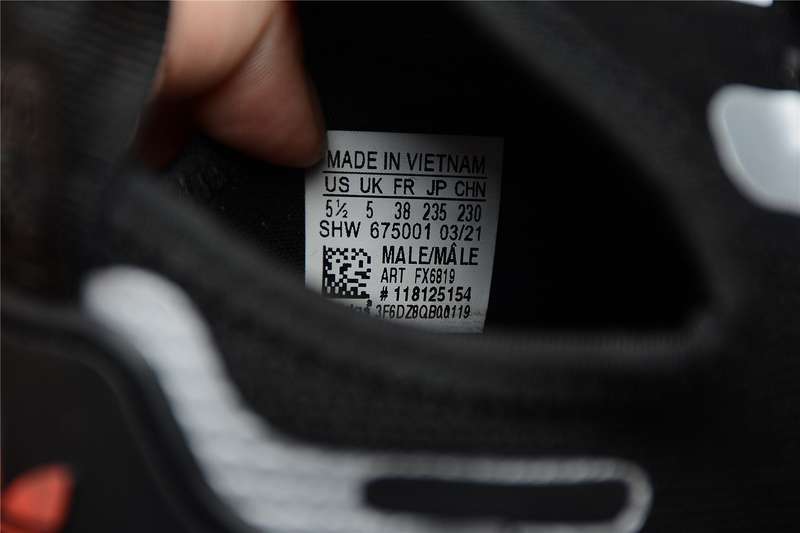 MADE IN VIETNAM
US UK FR JP CHN
5½ 5 38 235 230
SHW 675001 03/21
MALE/MÂLE
ART FX6819
# 118125154
3F6DZ8QB00119